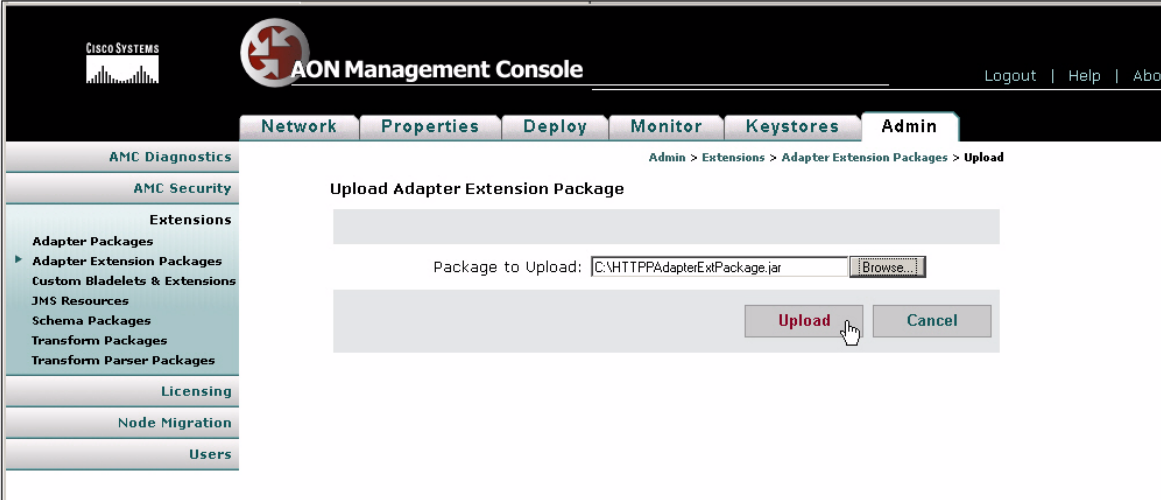 CISCO SYSTEMS
AON Management Console
Logout | Help | Abo
Network Properties Deploy Monitor Keystores Admin
Admin > Extensions > Adapter Extension Packages > Upload
AMC Diagnostics
AMC Security
Extensions
Adapter Packages
Adapter Extension Packages
Custom Bladelets & Extensions
JMS Resources
Schema Packages
Transform Packages
Transform Parser Packages
Licensing
Node Migration
Users
Upload Adapter Extension Package
Package to Upload: C:\HTTPPAdapterExtPackage.jar Browse...
Upload Cancel